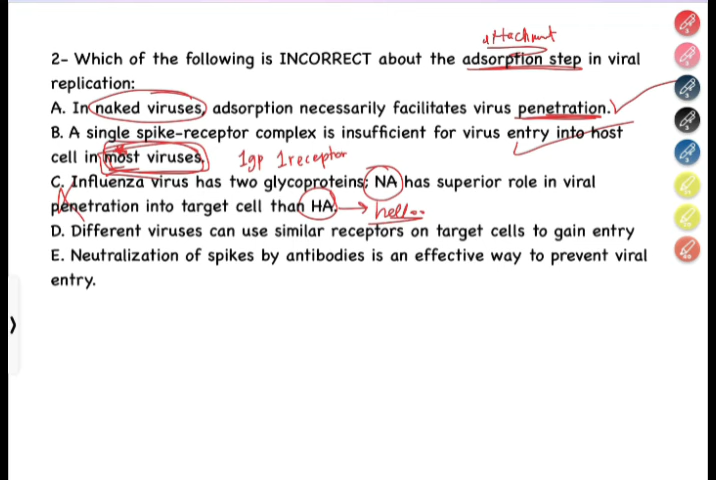 attachment
2- Which of the following is INCORRECT about the adsorption step in viral
replication:
A. In naked viruses, adsorption necessarily facilitates virus penetration.
B. A single spike-receptor complex is insufficient for virus entry into host
cell in most viruses. 1gp 1receptor
C. Influenza virus has two glycoproteins; NA has superior role in viral
penetration into target cell than HA. → hello..
D. Different viruses can use similar receptors on target cells to gain entry
E. Neutralization of spikes by antibodies is an effective way to prevent viral
entry.